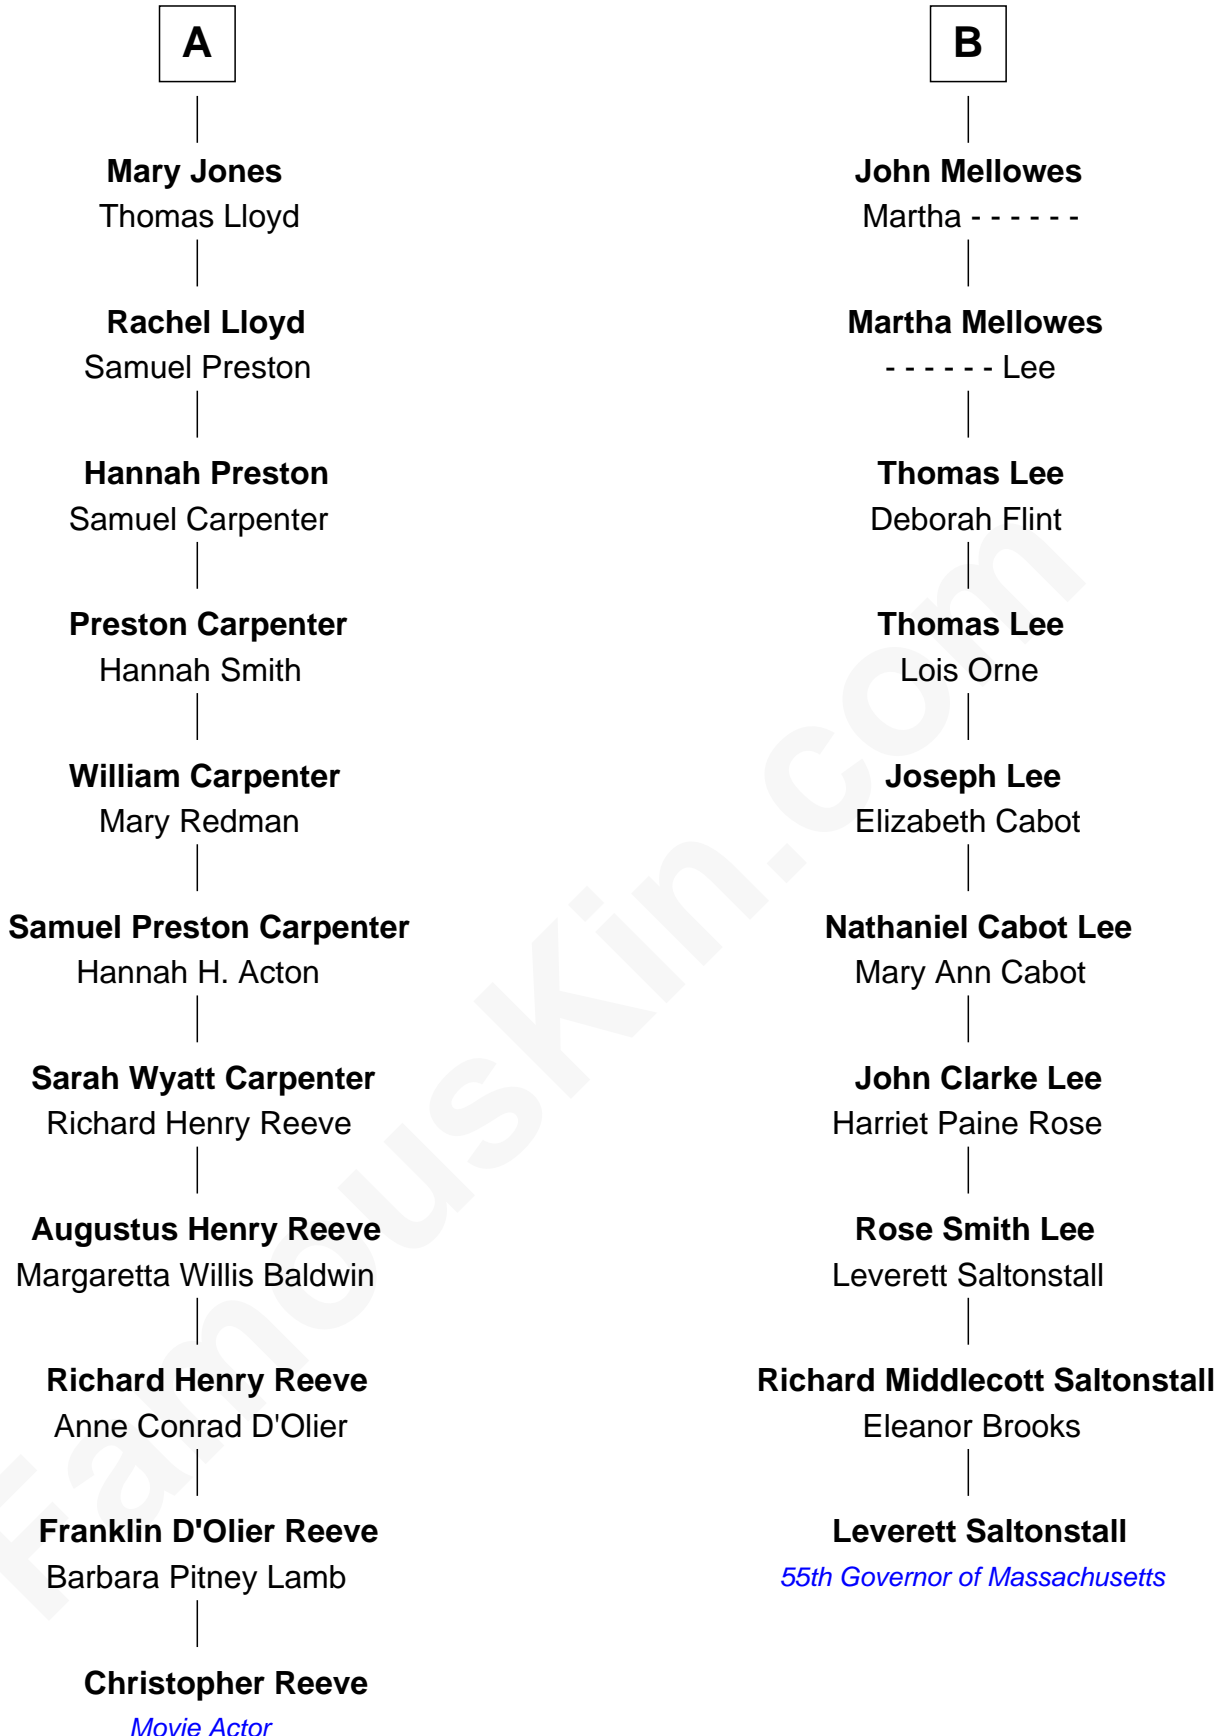 A
Mary Jones
Thomas Lloyd
Rachel Lloyd
Samuel Preston
Hannah Preston
Samuel Carpenter
Preston Carpenter
Hannah Smith
William Carpenter
Mary Redman
Samuel Preston Carpenter
Hannah H. Acton
Sarah Wyatt Carpenter
Richard Henry Reeve
Augustus Henry Reeve
Margaretta Willis Baldwin
Richard Henry Reeve
Anne Conrad D'Olier
Franklin D'Olier Reeve
Barbara Pitney Lamb
Christopher Reeve
Movie Actor
B
John Mellowes
Martha - - - - - -
Martha Mellowes
- - - - - - Lee
Thomas Lee
Deborah Flint
Thomas Lee
Lois Orne
Joseph Lee
Elizabeth Cabot
Nathaniel Cabot Lee
Mary Ann Cabot
John Clarke Lee
Harriet Paine Rose
Rose Smith Lee
Leverett Saltonstall
Richard Middlecott Saltonstall
Eleanor Brooks
Leverett Saltonstall
55th Governor of Massachusetts
FamousKin.com